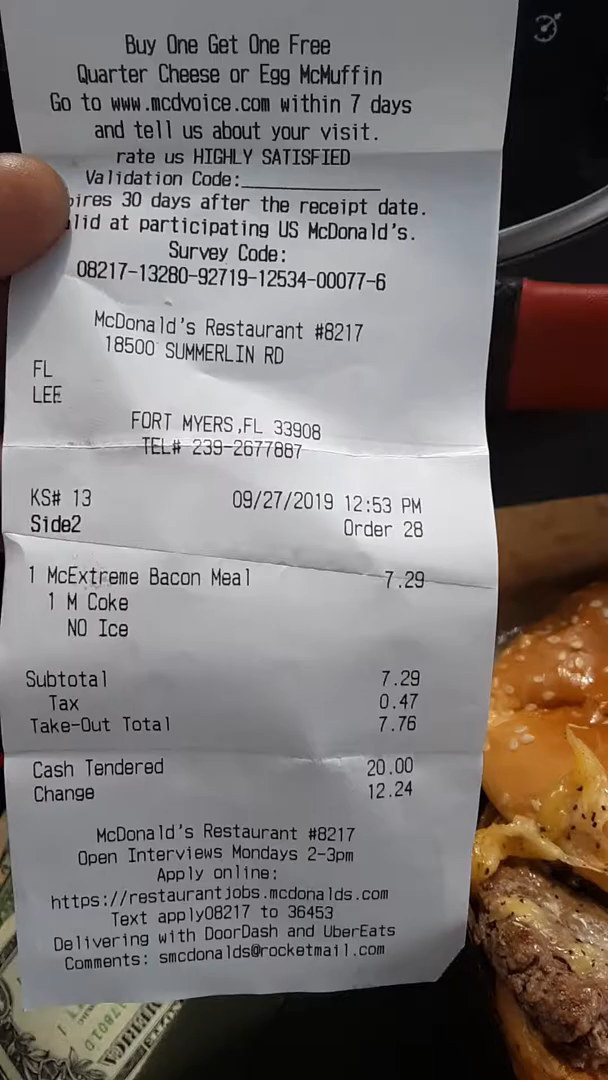 Buy One Get One Free
Quarter Cheese or Egg McMuffin
Go to www.mcdvoice.com within 7 days
and tell us about your visit.
rate us HIGHLY SATISFIED
Validation Code:______________
pires 30 days after the receipt date.
lid at participating US McDonald's.
Survey Code:
08217-13280-92719-12534-00077-6
McDonald's Restaurant #8217
18500 SUMMERLIN RD
FL
LEE
FORT MYERS,FL 33908
TEL# 239-2677887
KS# 13 09/27/2019 12:53 PM
Side2 Order 28
1 McExtreme Bacon Meal 7.29
1 M Coke
NO Ice
Subtotal 7.29
Tax 0.47
Take-Out Total 7.76
Cash Tendered 20.00
Change 12.24
McDonald's Restaurant #8217
Open Interviews Mondays 2-3pm
Apply online:
https://restaurantjobs.mcdonalds.com
Text apply08217 to 36453
Delivering with DoorDash and UberEats
Comments: smcdonalds@rocketmail.com